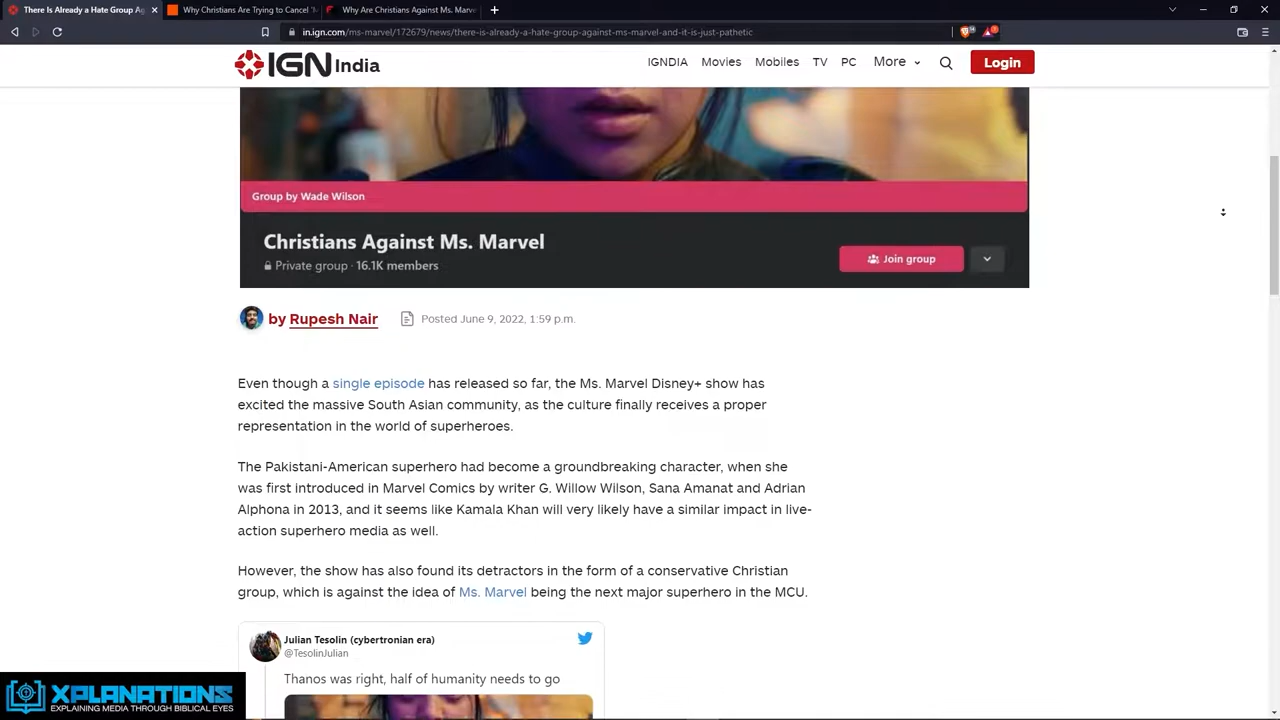 There Is Already a Hate Group Ag
Why Christians Are Trying to Cancel
Why Are Christians Against Ms. Marv
in.ign.com/ms-marvel/172679/news/there-is-already-a-hate-group-against-ms-marvel-and-it-is-just-pathetic
IGN India
IGNDIA Movies Mobiles TV PC More
Login
Group by Wade Wilson
Christians Against Ms. Marvel
Private group · 16.1K members
Join group
by Rupesh Nair
Posted June 9, 2022, 1:59 p.m.
Even though a single episode has released so far, the Ms. Marvel Disney+ show has
excited the massive South Asian community, as the culture finally receives a proper
representation in the world of superheroes.
The Pakistani-American superhero had become a groundbreaking character, when she
was first introduced in Marvel Comics by writer G. Willow Wilson, Sana Amanat and Adrian
Alphona in 2013, and it seems like Kamala Khan will very likely have a similar impact in live-
action superhero media as well.
However, the show has also found its detractors in the form of a conservative Christian
group, which is against the idea of Ms. Marvel being the next major superhero in the MCU.
Julian Tesolin (cybertronian era)
@TesolinJulian
Thanos was right, half of humanity needs to go
XPLANATIONS
EXPLAINING MEDIA THROUGH BIBLICAL EYES